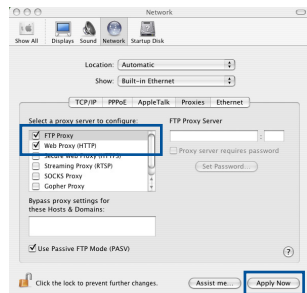 Network
Show All Displays Sound Network Startup Disk
Location: Automatic
Show: Built-in Ethernet
TCP/IP PPPoE AppleTalk Proxies Ethernet
Select a proxy server to configure:
FTP Proxy Server
FTP Proxy
Web Proxy (HTTP)
:
Secure Web Proxy (HTTPS)
Proxy server requires password
Streaming Proxy (RTSP)
Set Password...
SOCKS Proxy
Gopher Proxy
Bypass proxy settings for
these Hosts & Domains:
Use Passive FTP Mode (PASV)
?
Click the lock to prevent further changes.
Assist me...
Apply Now